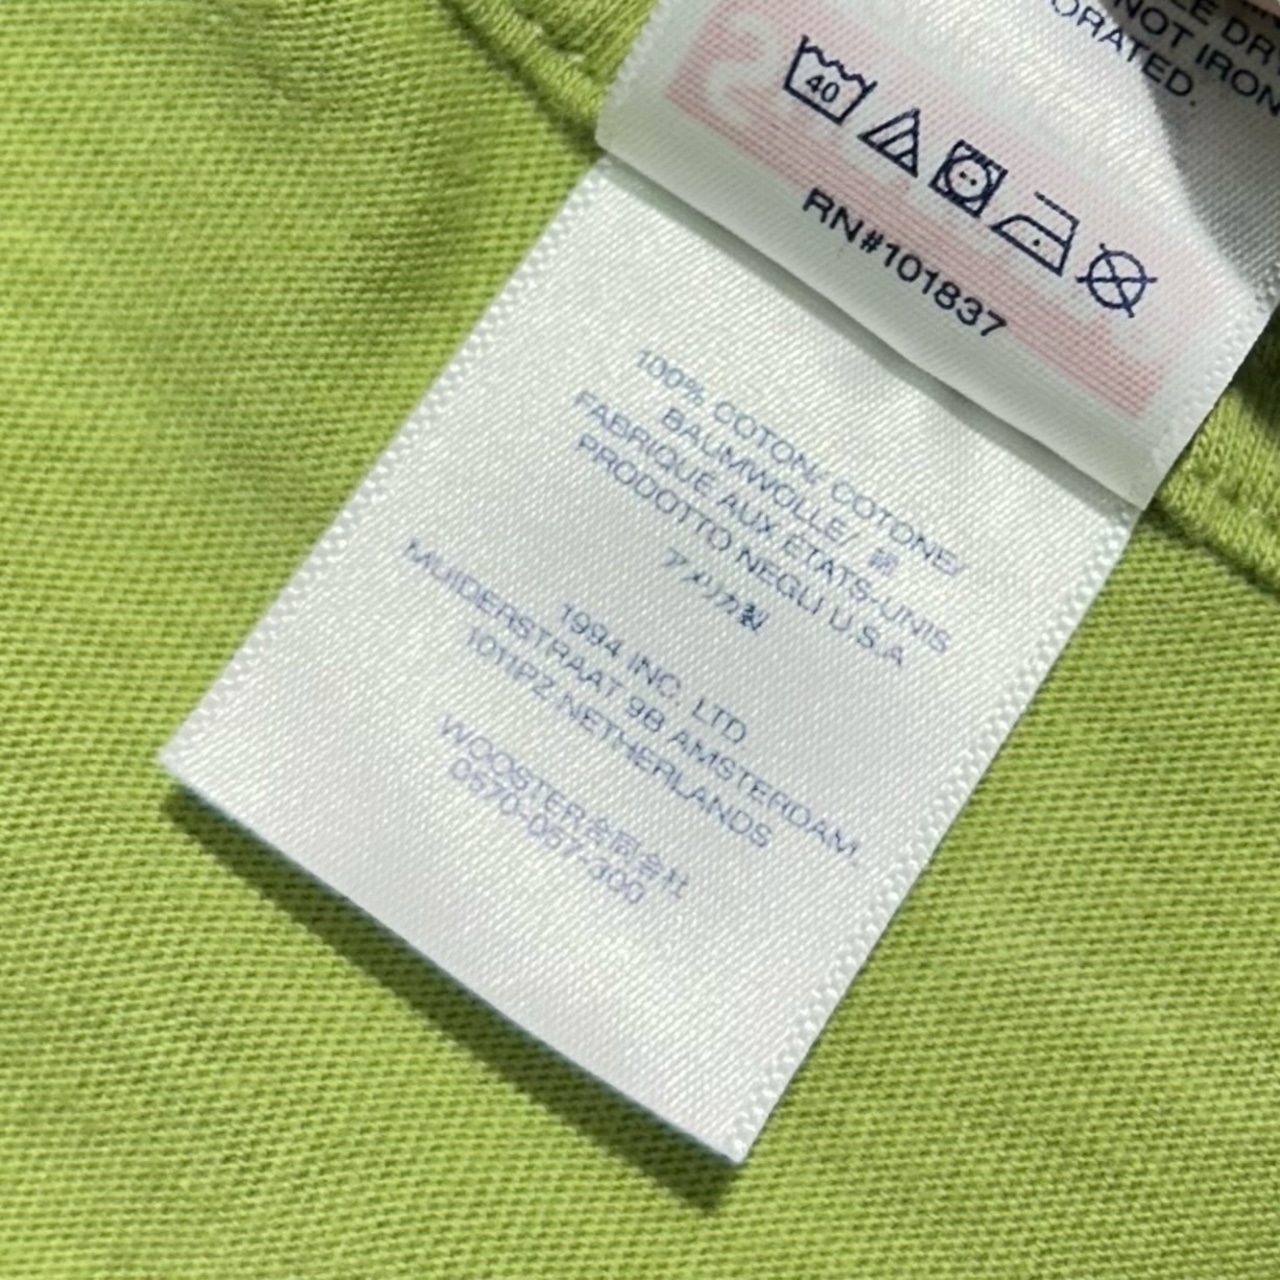 DRY
NOT IRON
ORATED.
40
RN#101837
100% COTON/ COTONE/
BAUMWOLLE/ 綿
FABRIQUE AUX ETATS-UNIS
PRODOTTO NEGLI U.S.A
アメリカ製
1994 INC. LTD.
MUIDERSTRAAT 9B AMSTERDAM,
1011PZ NETHERLANDS
WOOSTER合同会社
0570-067-300